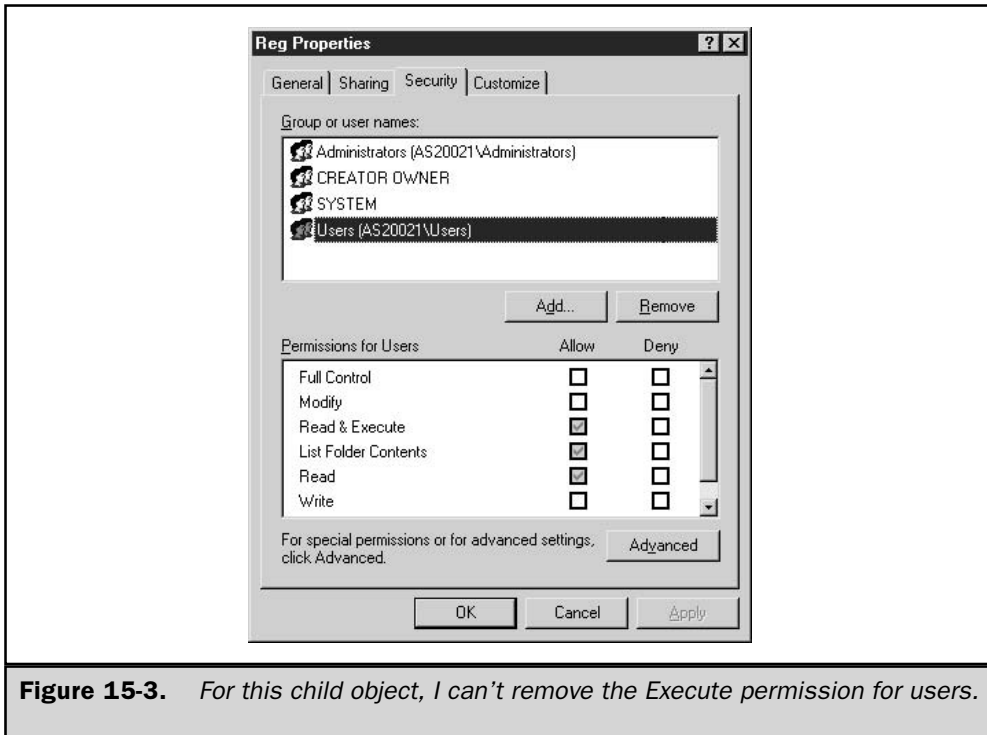 Reg Properties
General Sharing Security Customize
Group or user names:
Administrators (AS20021\Administrators)
CREATOR OWNER
SYSTEM
Users (AS20021\Users)
Add... Remove
Permissions for Users Allow Deny
Full Control
Modify
Read & Execute
List Folder Contents
Read
Write
For special permissions or for advanced settings, click Advanced. Advanced
OK Cancel Apply
Figure 15-3. For this child object, I can't remove the Execute permission for users.